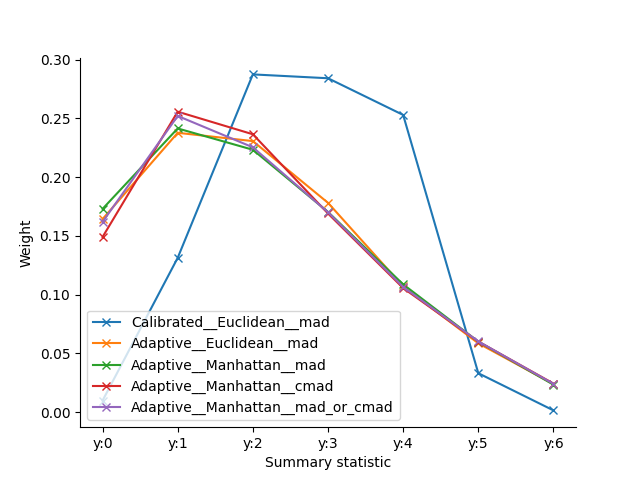 0.30
0.25
0.20
0.15
0.10
0.05
0.00
Weight
Calibrated__Euclidean__mad
Adaptive__Euclidean__mad
Adaptive__Manhattan__mad
Adaptive__Manhattan__cmad
Adaptive__Manhattan__mad_or_cmad
y:0 y:1 y:2 y:3 y:4 y:5 y:6
Summary statistic